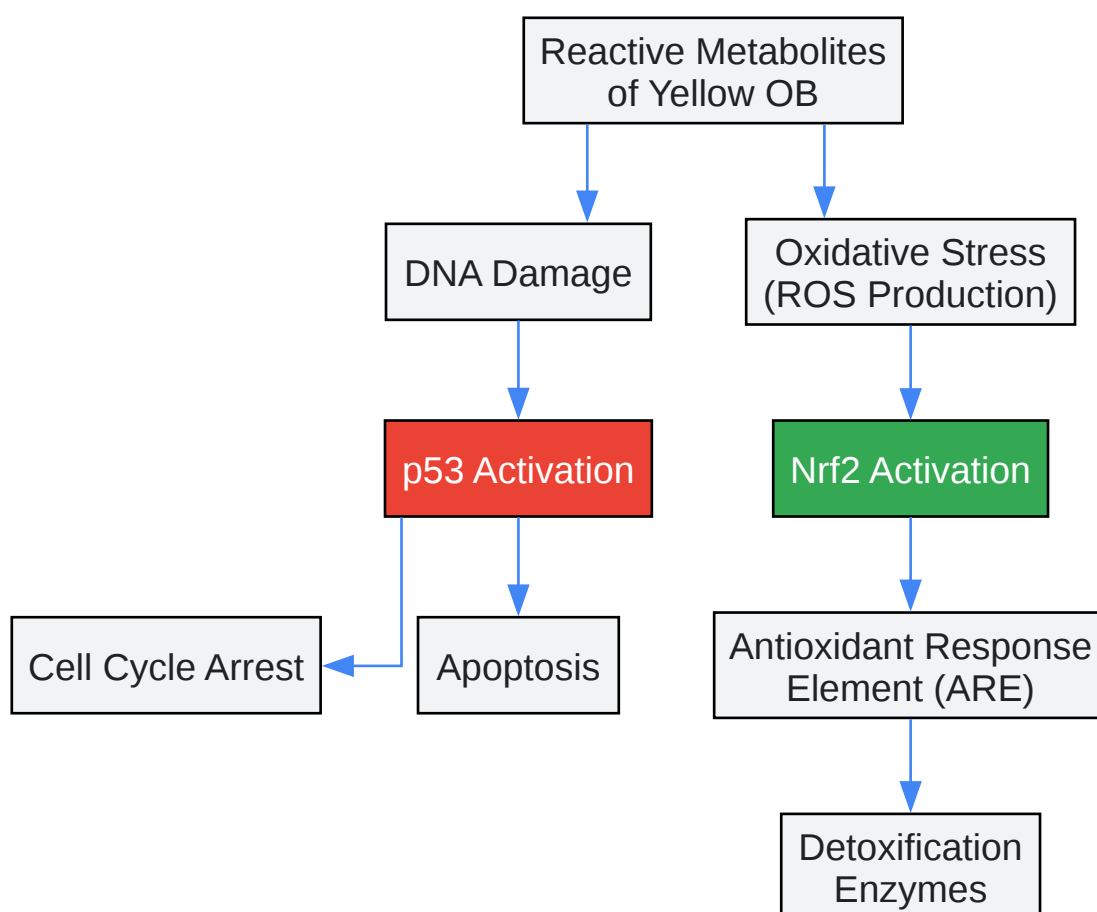 Reactive Metabolites
of Yellow OB
DNA Damage
Oxidative Stress
(ROS Production)
p53 Activation
Nrf2 Activation
Cell Cycle Arrest
Apoptosis
Antioxidant Response
Element (ARE)
Detoxification
Enzymes